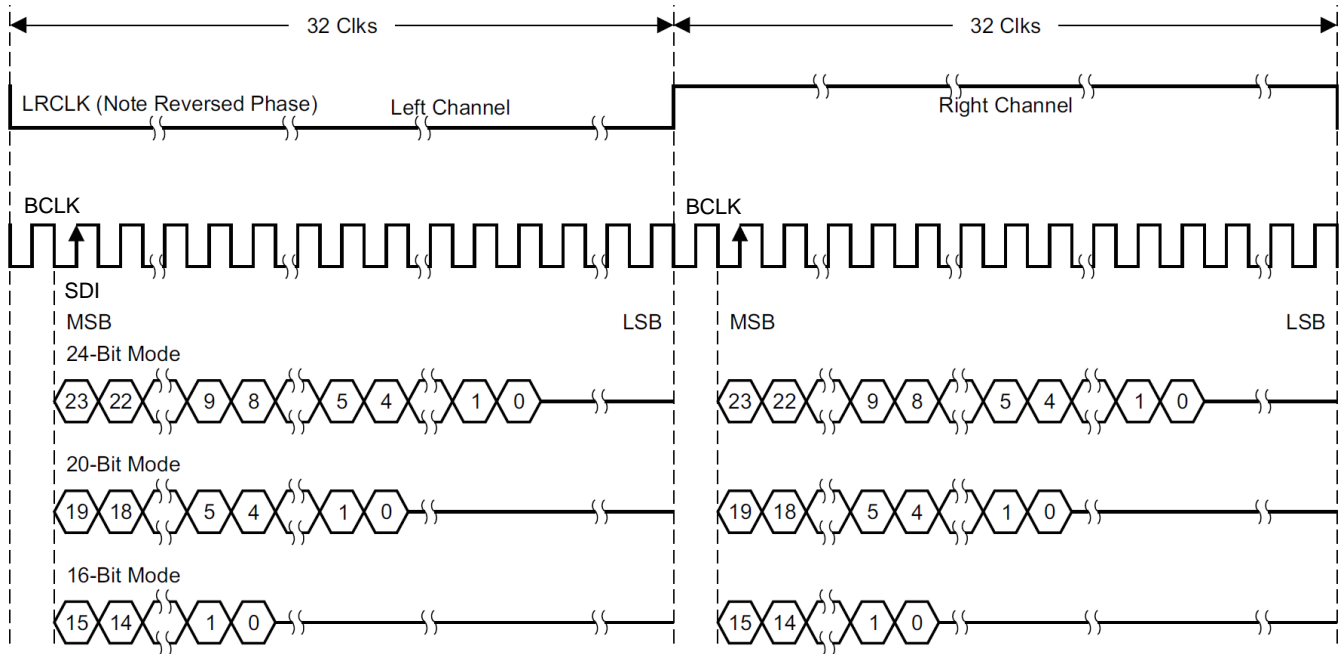 32 Clks 32 Clks
LRCLK (Note Reversed Phase) Left Channel Right Channel
BCLK BCLK
SDI
MSB LSB MSB LSB
24-Bit Mode
23 22 9 8 5 4 1 0 23 22 9 8 5 4 1 0
20-Bit Mode
19 18 5 4 1 0 19 18 5 4 1 0
16-Bit Mode
15 14 1 0 15 14 1 0